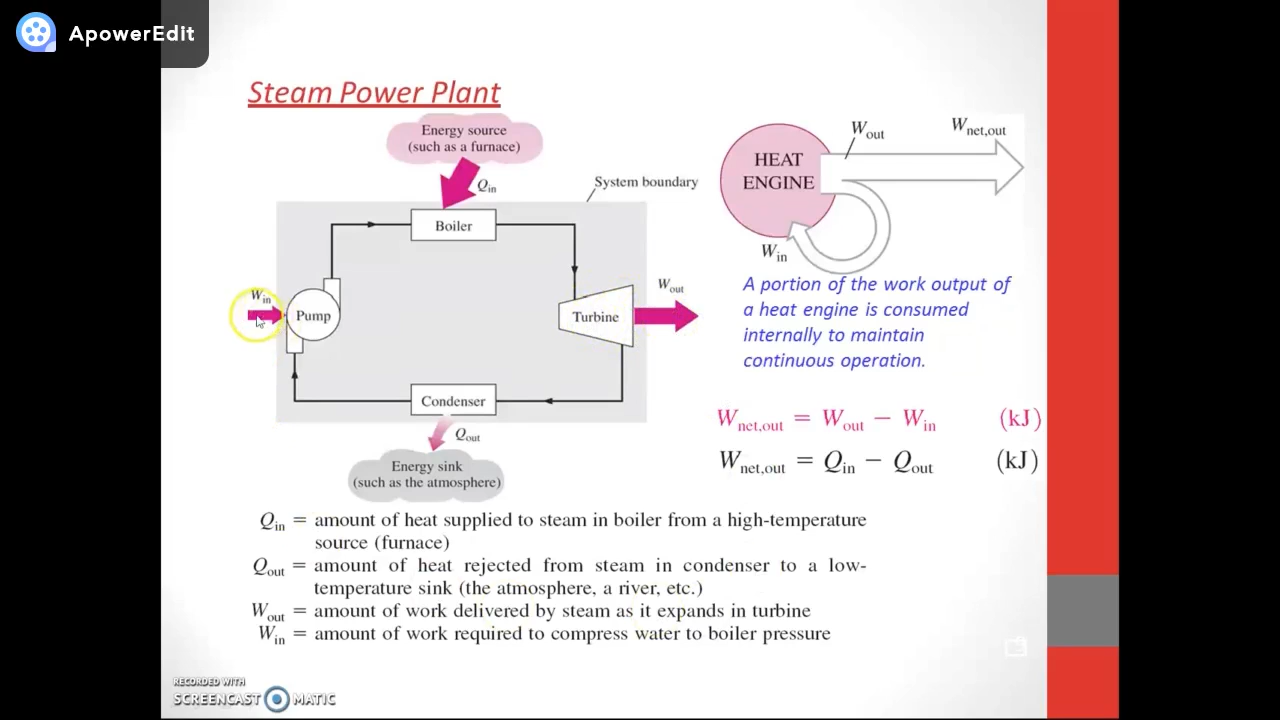 ApowerEdit
Steam Power Plant
Energy source
(such as a furnace)
Qin
System boundary
Boiler
Win
Pump
Turbine
Wout
Condenser
Qout
Energy sink
(such as the atmosphere)
Wout
Wnet,out
HEAT
ENGINE
Win
A portion of the work output of
a heat engine is consumed
internally to maintain
continuous operation.
Wnet,out = Wout − Win (kJ)
Wnet,out = Qin − Qout (kJ)
Qin = amount of heat supplied to steam in boiler from a high-temperature
source (furnace)
Qout = amount of heat rejected from steam in condenser to a low-
temperature sink (the atmosphere, a river, etc.)
Wout = amount of work delivered by steam as it expands in turbine
Win = amount of work required to compress water to boiler pressure
RECORDED WITH
SCREENCAST MATIC